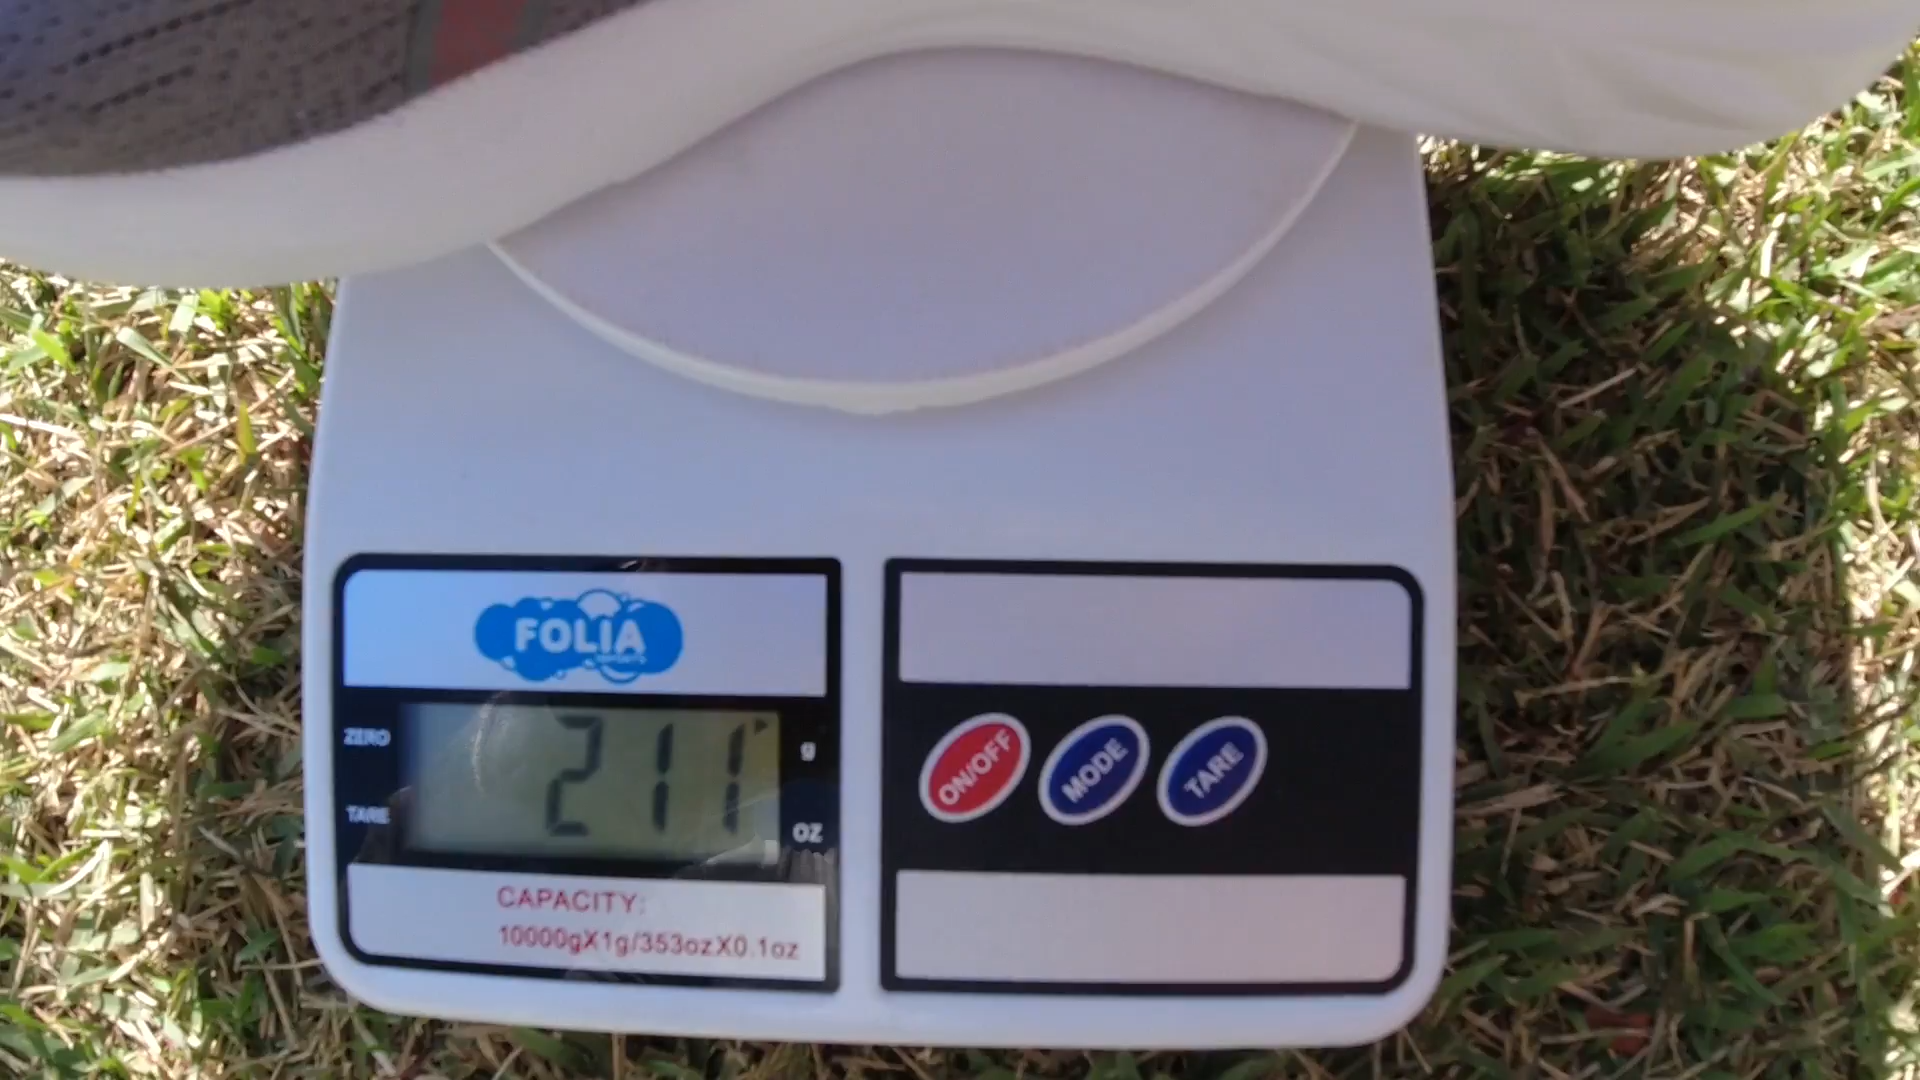 FOLIA
ZERO
211
g
TARE
oz
CAPACITY:
10000gX1g/353ozX0.1oz
ON/OFF
MODE
TARE